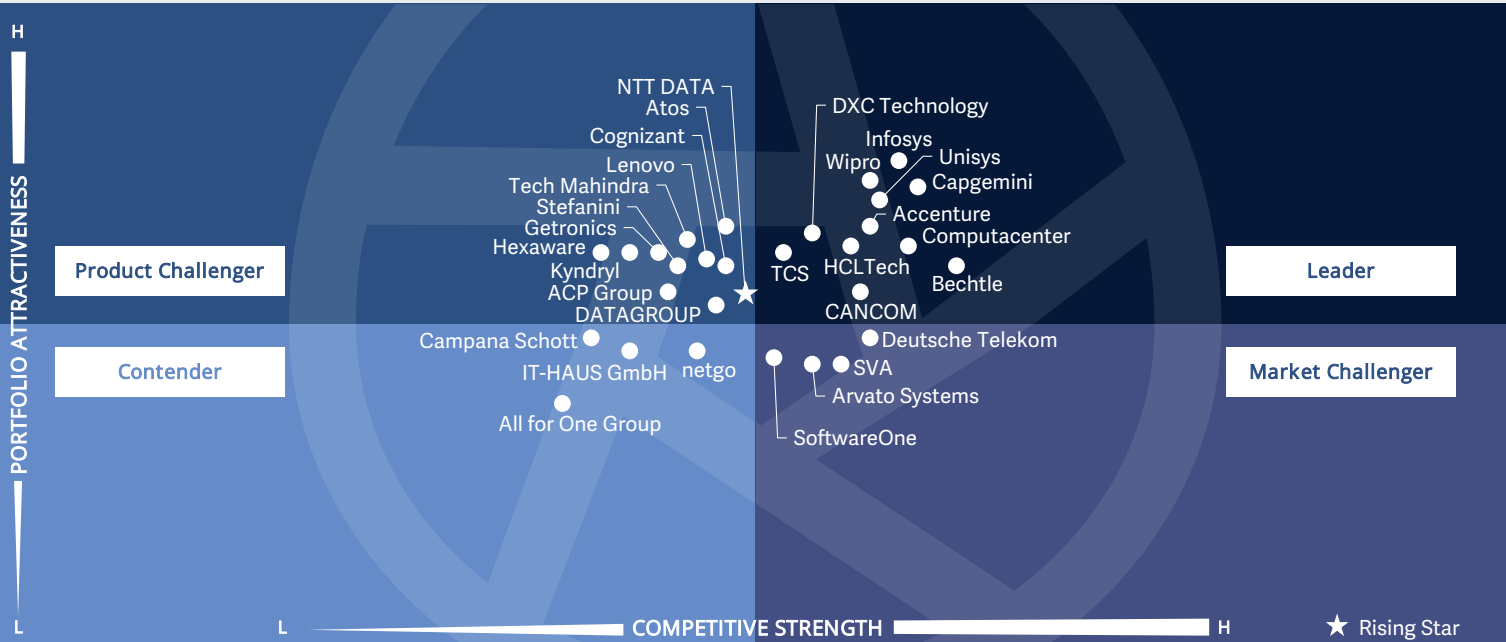 H
NTT DATA
Atos
DXC Technology
Cognizant
Infosys
Lenovo
Wipro
Unisys
Tech Mahindra
Capgemini
Stefanini
Accenture
Getronics
Computacenter
Hexaware
Kyndryl
TCS
HCLTech
Product Challenger
Leader
Bechtle
ACP Group
DATAGROUP
CANCOM
PORTFOLIO ATTRACTIVENESS
Campana Schott
Deutsche Telekom
Contender
IT-HAUS GmbH
netgo
SVA
Market Challenger
Arvato Systems
All for One Group
SoftwareOne
L
L
COMPETITIVE STRENGTH
H
Rising Star